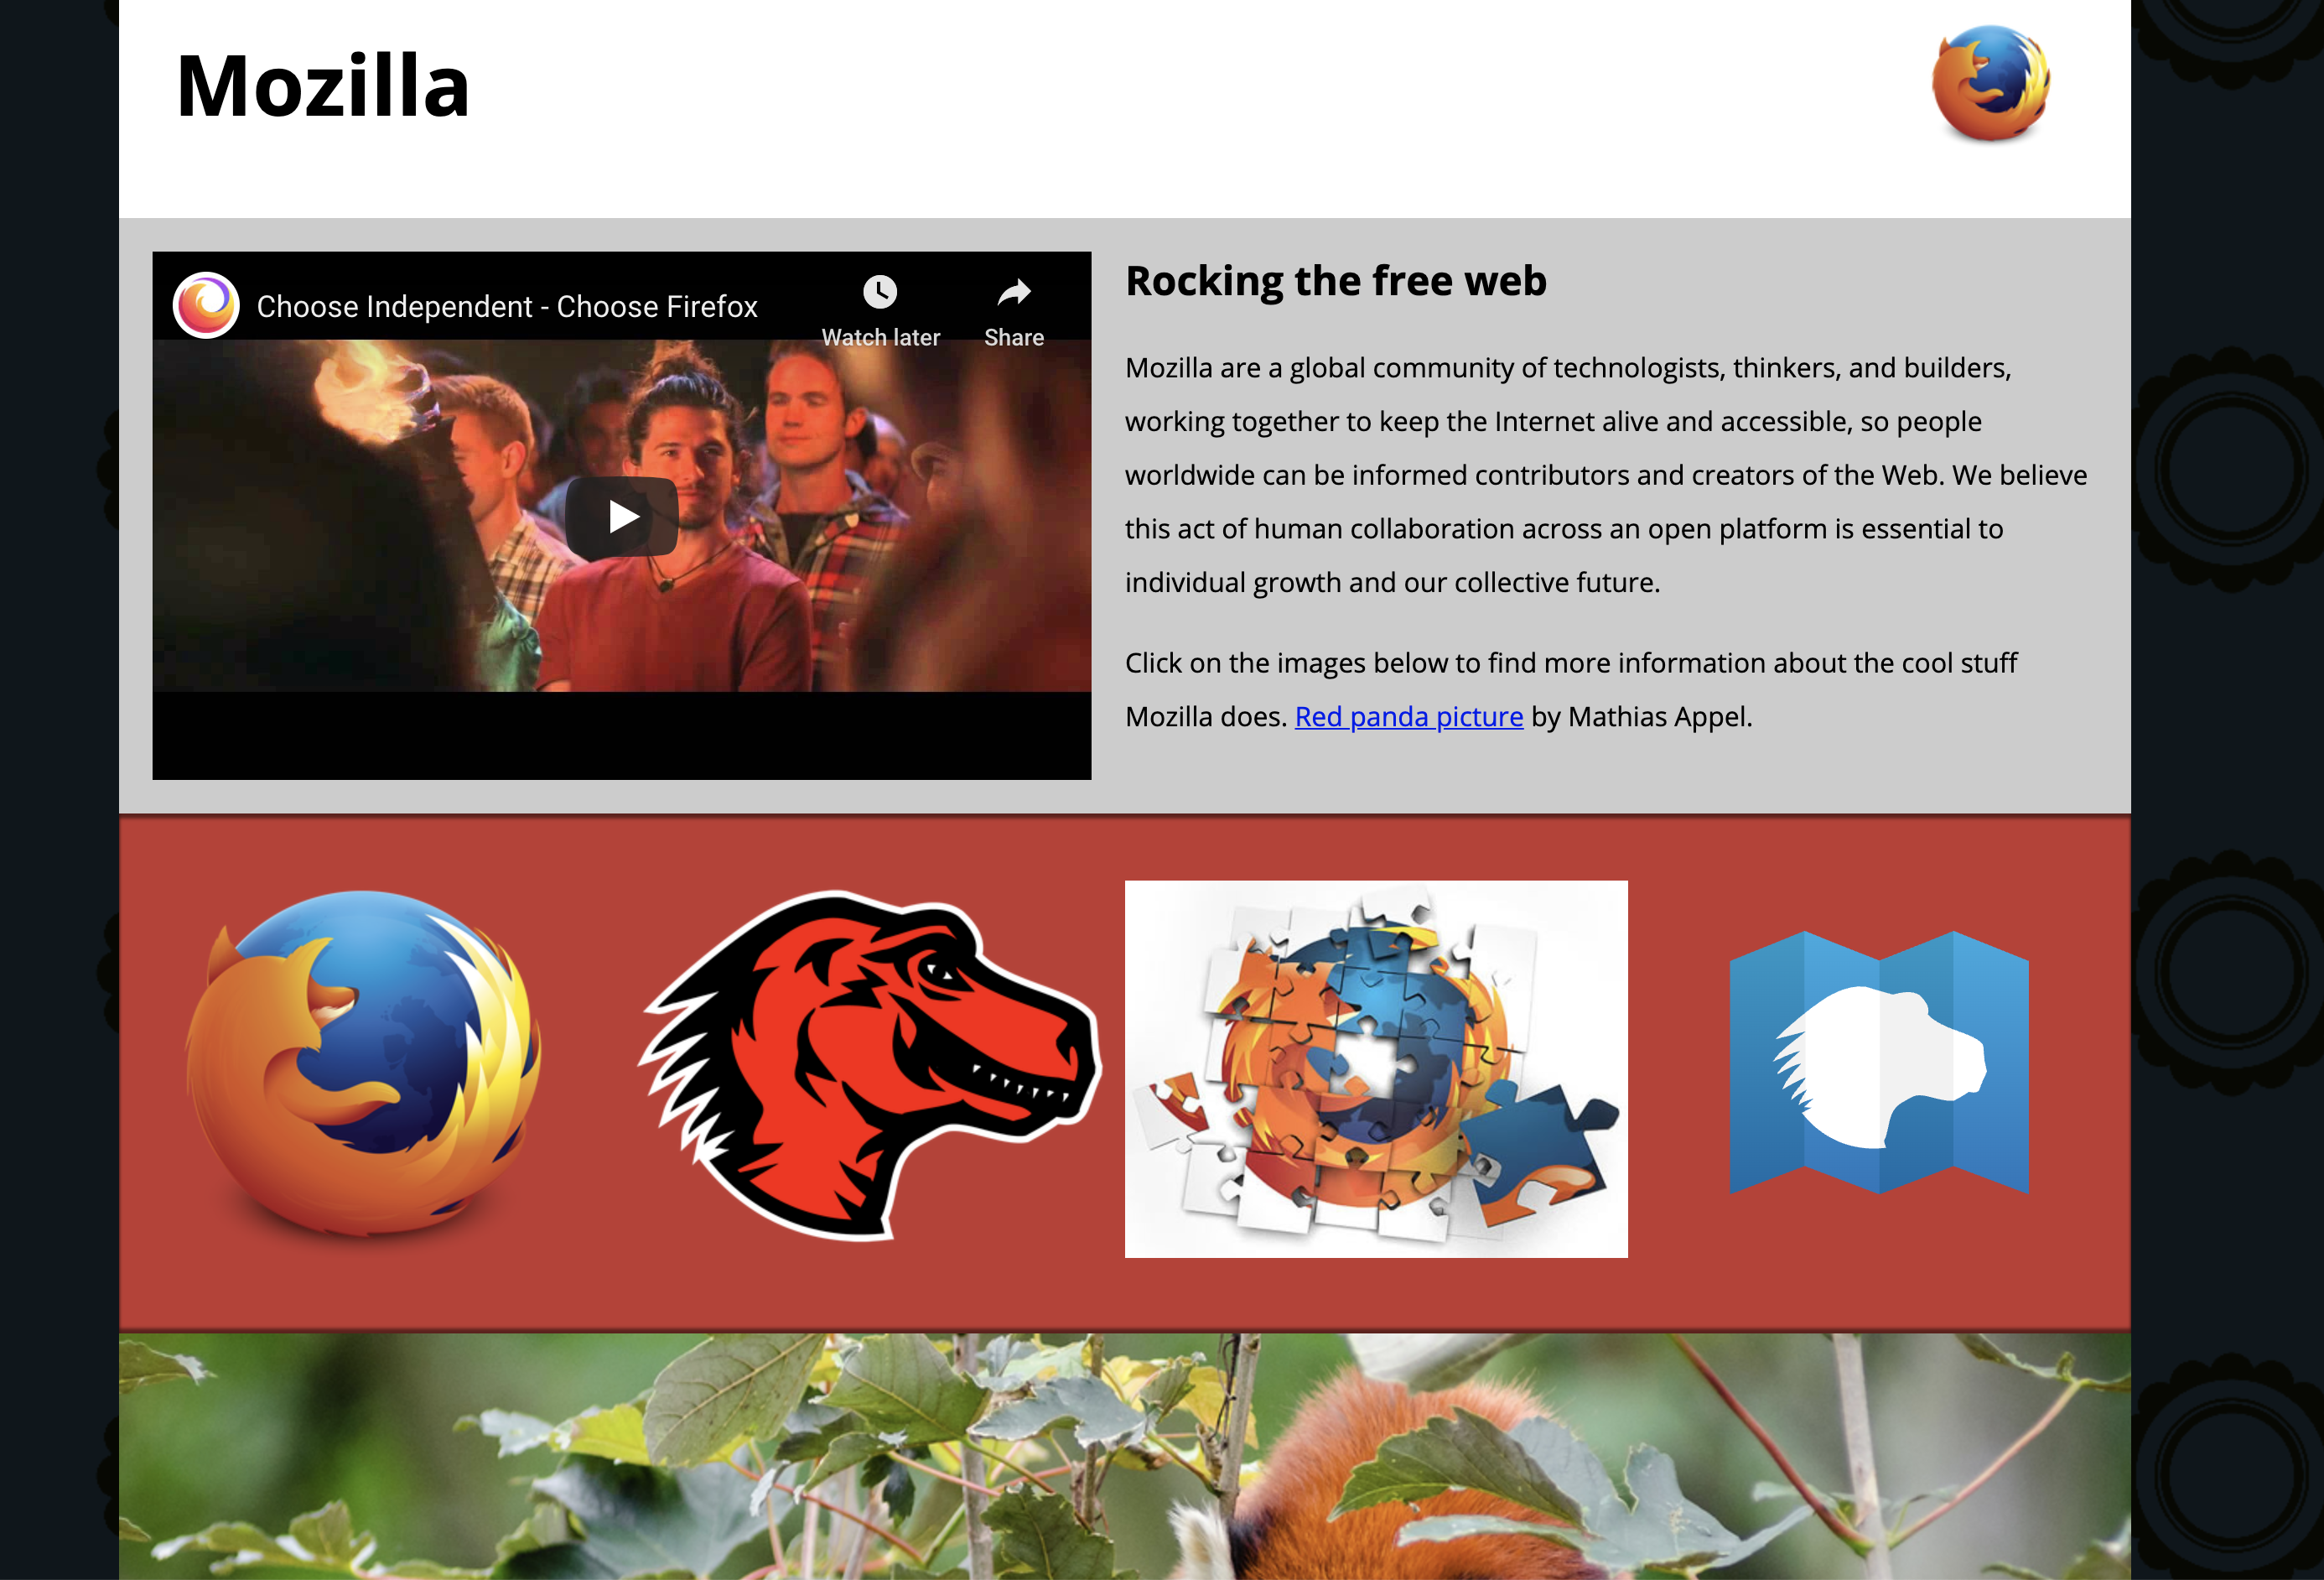 Mozilla
Choose Independent - Choose Firefox
Watch later
Share
Rocking the free web
Mozilla are a global community of technologists, thinkers, and builders,
working together to keep the Internet alive and accessible, so people
worldwide can be informed contributors and creators of the Web. We believe
this act of human collaboration across an open platform is essential to
individual growth and our collective future.
Click on the images below to find more information about the cool stuff
Mozilla does. Red panda picture by Mathias Appel.